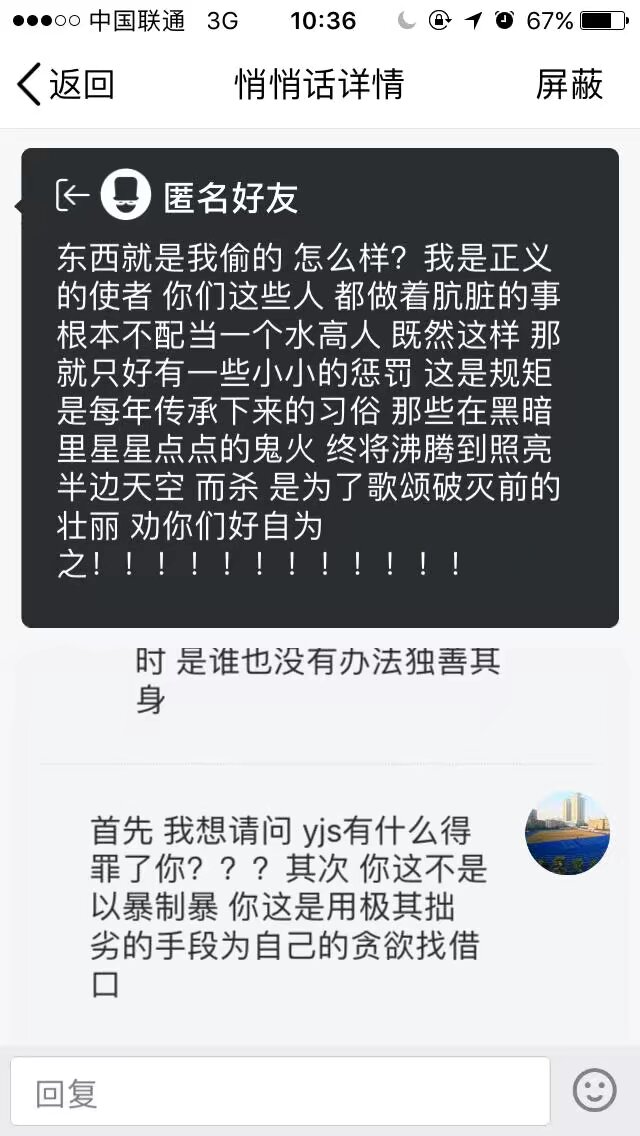 中国联通 3G 10:36 67%
返回 悄悄话详情 屏蔽
匿名好友
东西就是我偷的 怎么样？我是正义
的使者 你们这些人 都做着肮脏的事
根本不配当一个水高人 既然这样 那
就只好有一些小小的惩罚 这是规矩
是每年传承下来的习俗 那些在黑暗
里星星点点的鬼火 终将沸腾到照亮
半边天空 而杀 是为了歌颂破灭前的
壮丽 劝你们好自为
之！！！！！！！！！！！！
时 是谁也没有办法独善其
身
首先 我想请问 yjs有什么得
罪了你？？？其次 你这不是
以暴制暴 你这是用极其拙
劣的手段为自己的贪欲找借
口
回复